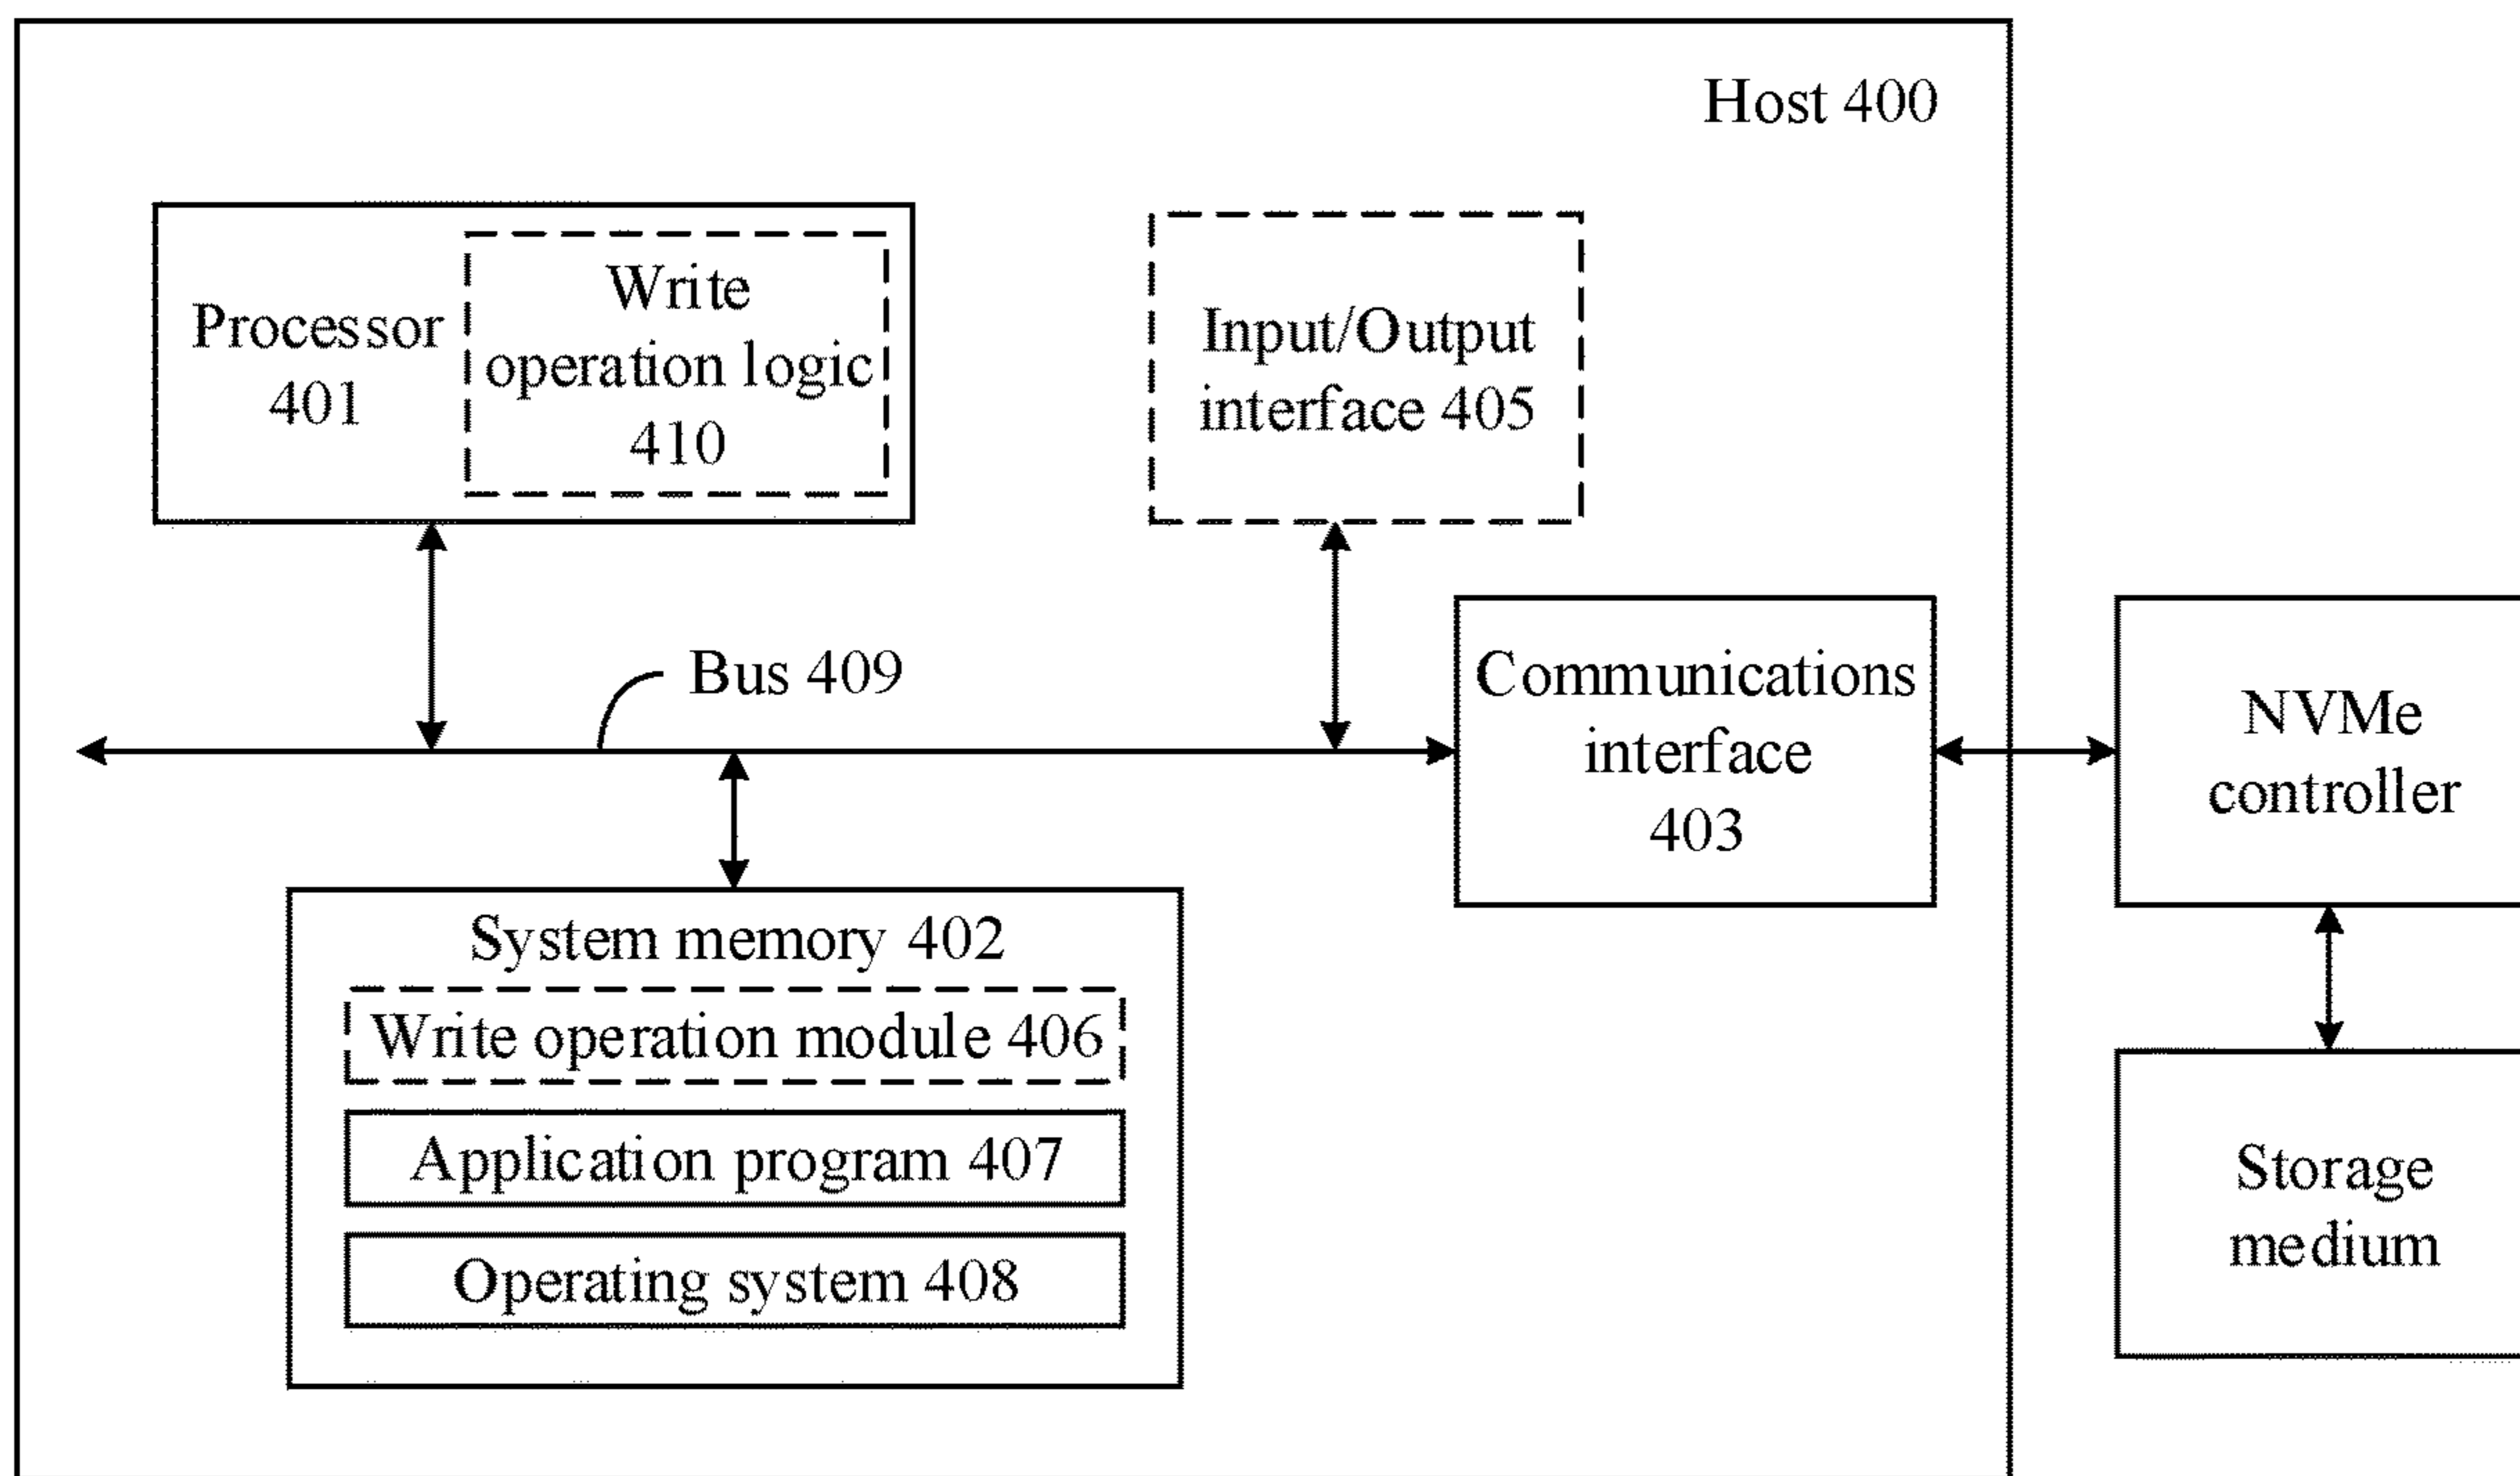 Host 400
Processor
401
Write
operation logic
410
Input/Output
interface 405
Bus 409
Communications
interface
403
NVMe
controller
System memory 402
Write operation module 406
Application program 407
Operating system 408
Storage
medium